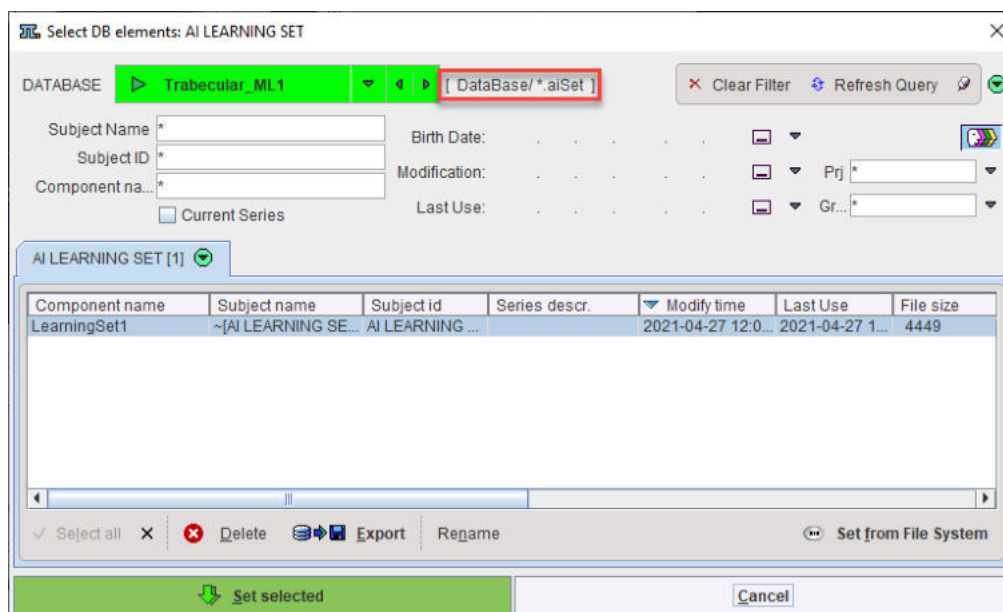 Select DB elements: AI LEARNING SET
DATABASE Trabecular_ML1 [ DataBase/ *.aiSet ] Clear Filter Refresh Query
Subject Name * Birth Date: . . . . .
Subject ID *
Modification: . . . . . Prj *
Component na... *
Current Series Last Use: . . . . . Gr... *
AI LEARNING SET [1]
Component name Subject name Subject id Series descr. Modify time Last Use File size
LearningSet1 ~[AI LEARNING SE... AI LEARNING ... 2021-04-27 12:0... 2021-04-27 1... 4449
Select all Delete Export Rename Set from File System
Set selected Cancel